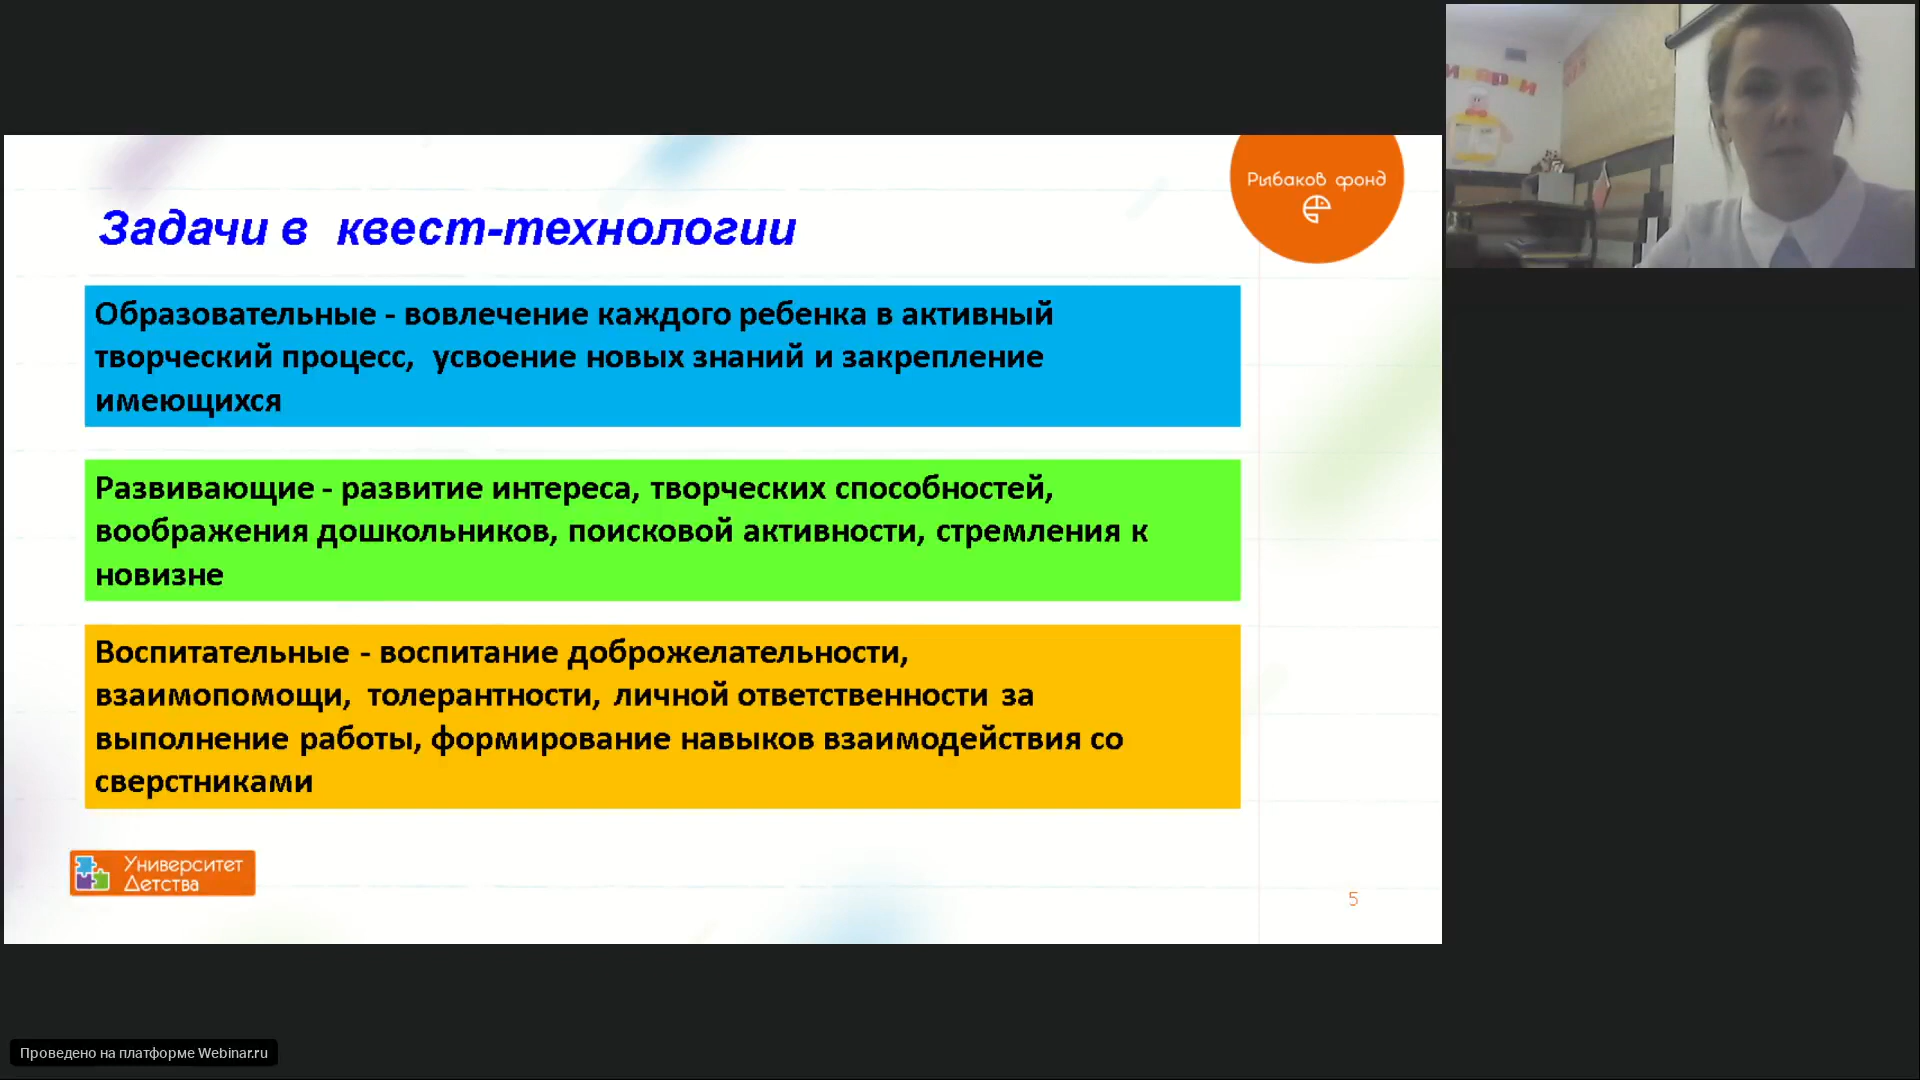 Рыбаков фонд
Задачи в квест-технологии
Образовательные - вовлечение каждого ребенка в активный
творческий процесс, усвоение новых знаний и закрепление
имеющихся
Развивающие - развитие интереса, творческих способностей,
воображения дошкольников, поисковой активности, стремления к
новизне
Воспитательные - воспитание доброжелательности,
взаимопомощи, толерантности, личной ответственности за
выполнение работы, формирование навыков взаимодействия со
сверстниками
Университет
Детства
5
Проведено на платформе Webinar.ru